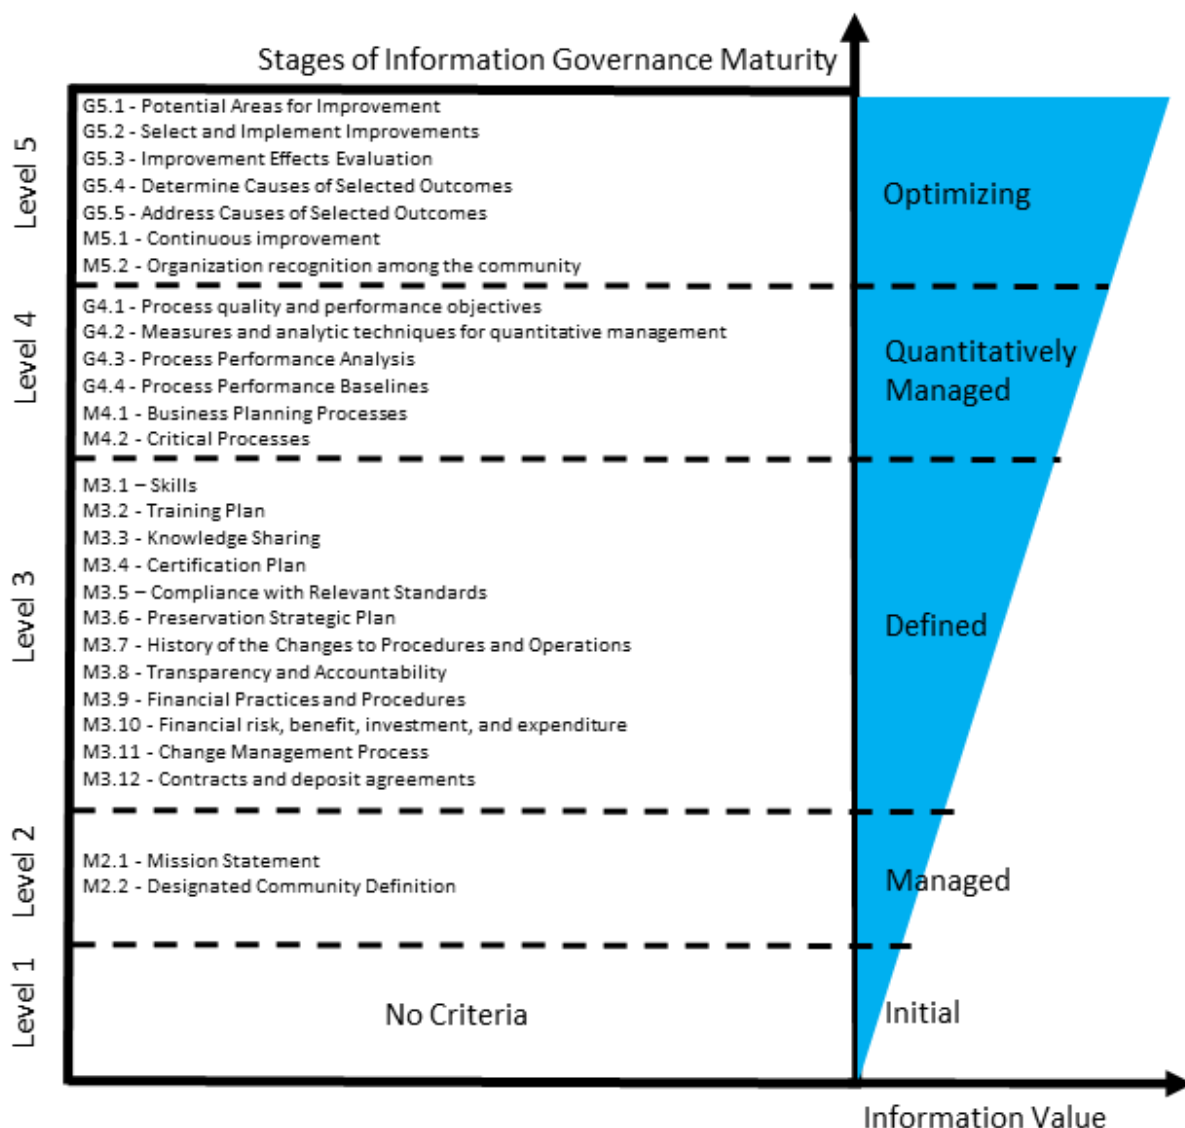 Stages of Information Governance Maturity
Level 5
G5.1 - Potential Areas for Improvement
G5.2 - Select and Implement Improvements
G5.3 - Improvement Effects Evaluation
G5.4 - Determine Causes of Selected Outcomes
G5.5 - Address Causes of Selected Outcomes
M5.1 - Continuous improvement
M5.2 - Organization recognition among the community
Optimizing
Level 4
G4.1 - Process quality and performance objectives
G4.2 - Measures and analytic techniques for quantitative management
G4.3 - Process Performance Analysis
G4.4 - Process Performance Baselines
M4.1 - Business Planning Processes
M4.2 - Critical Processes
Quantitatively
Managed
Level 3
M3.1 – Skills
M3.2 - Training Plan
M3.3 - Knowledge Sharing
M3.4 - Certification Plan
M3.5 – Compliance with Relevant Standards
M3.6 - Preservation Strategic Plan
M3.7 - History of the Changes to Procedures and Operations
M3.8 - Transparency and Accountability
M3.9 - Financial Practices and Procedures
M3.10 - Financial risk, benefit, investment, and expenditure
M3.11 - Change Management Process
M3.12 - Contracts and deposit agreements
Defined
Level 2
M2.1 - Mission Statement
M2.2 - Designated Community Definition
Managed
Level 1
No Criteria
Initial
Information Value